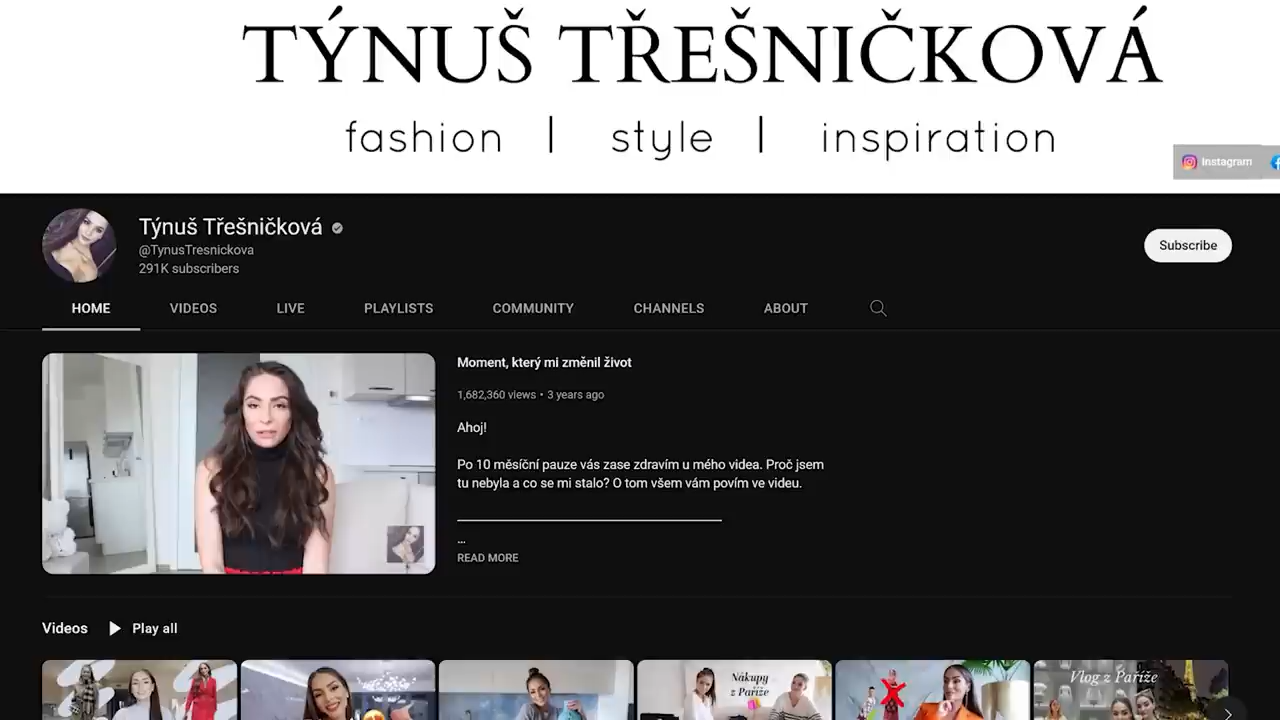 TÝNUŠ TŘEŠNIČKOVÁ
fashion | style | inspiration
Instagram
Týnuš Třešničková
@TynusTresnickova
291K subscribers
Subscribe
HOME VIDEOS LIVE PLAYLISTS COMMUNITY CHANNELS ABOUT
Moment, který mi změnil život
1,682,360 views • 3 years ago
Ahoj!
Po 10 měsíční pauze vás zase zdravím u mého videa. Proč jsem
tu nebyla a co se mi stalo? O tom všem vám povím ve videu.
...
READ MORE
Videos Play all
Nákupy
z Paříže
Vlog z Paříže